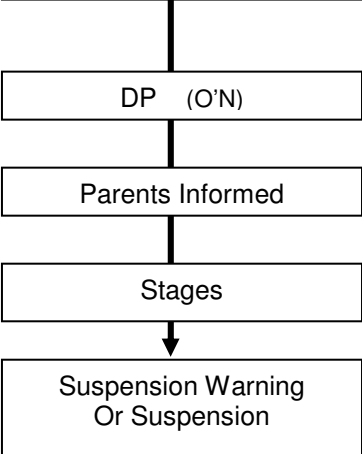 DP (O’N)
Parents Informed
Stages
Suspension Warning
Or Suspension